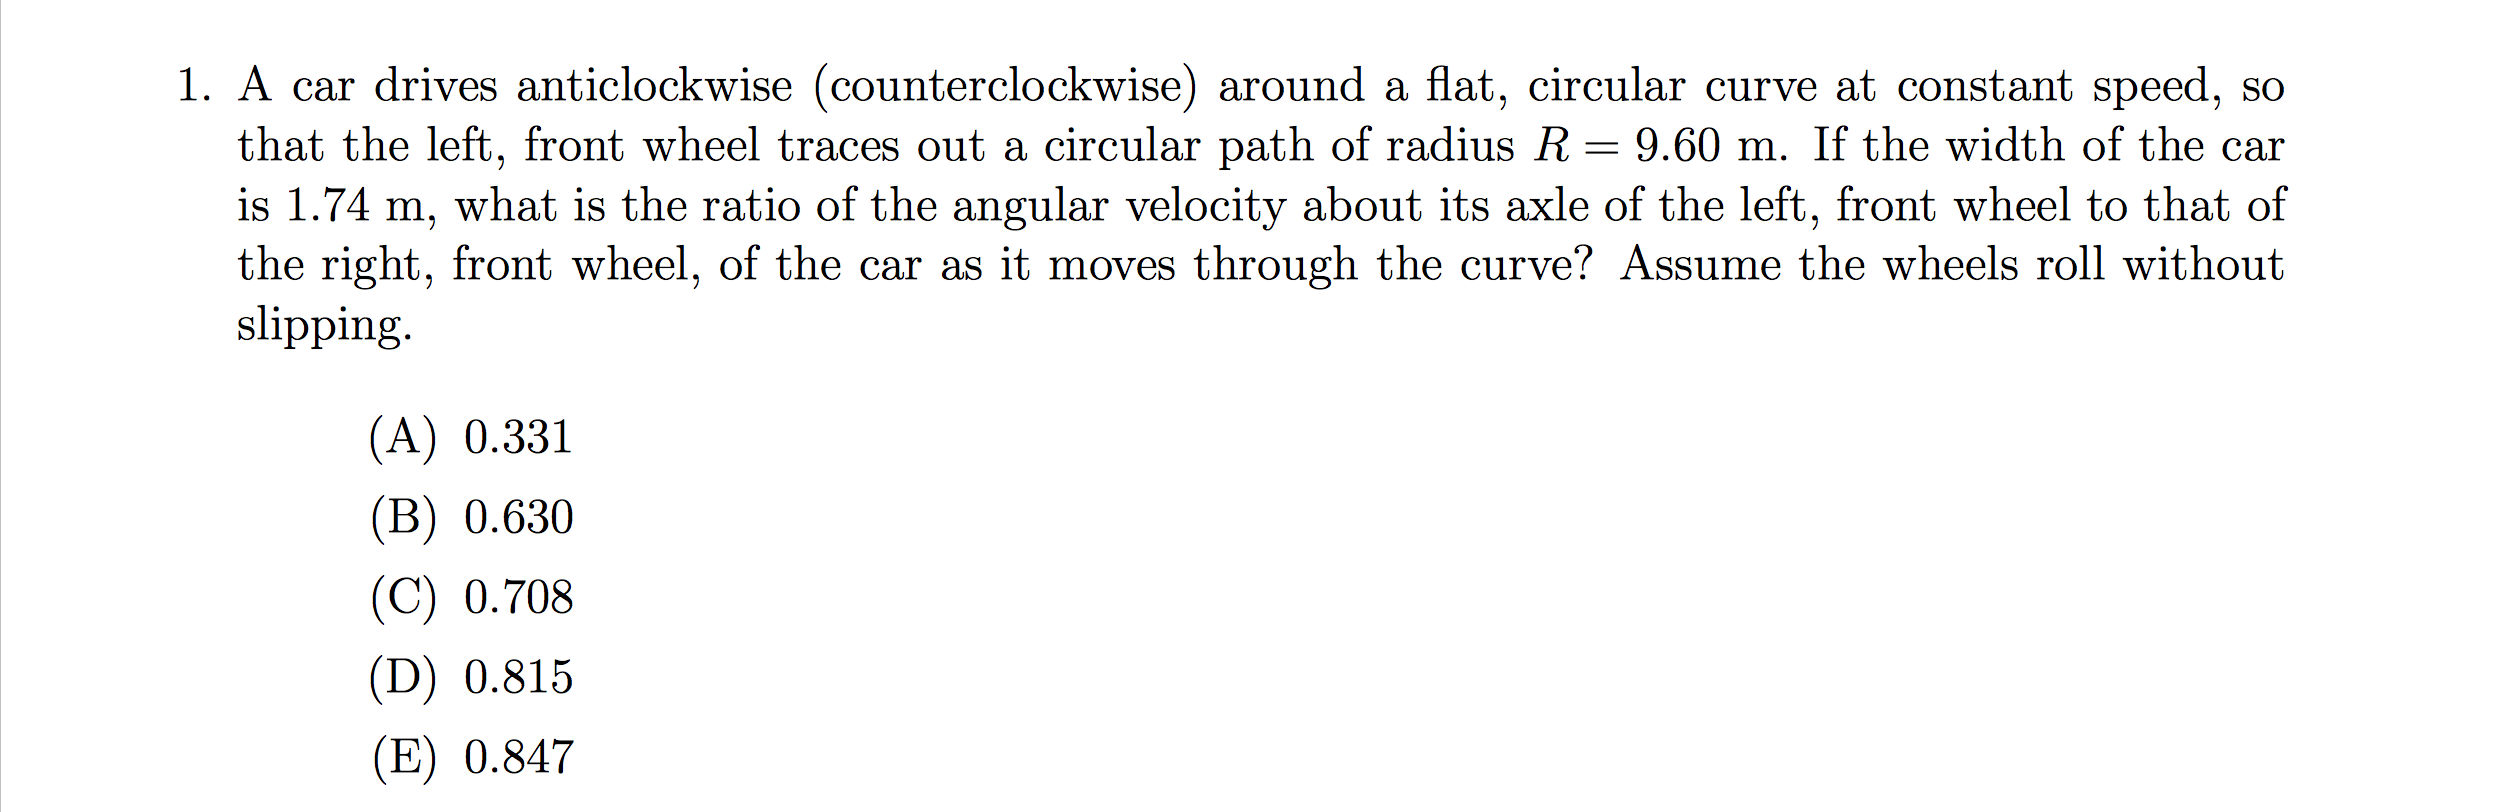 1. A car drives anticlockwise (counterclockwise) around a flat, circular curve at constant speed, so
that the left, front wheel traces out a circular path of radius R = 9.60 m. If the width of the car
is 1.74 m, what is the ratio of the angular velocity about its axle of the left, front wheel to that of
the right, front wheel, of the car as it moves through the curve? Assume the wheels roll without
slipping.
(A) 0.331
(B) 0.630
(C) 0.708
(D) 0.815
(E) 0.847